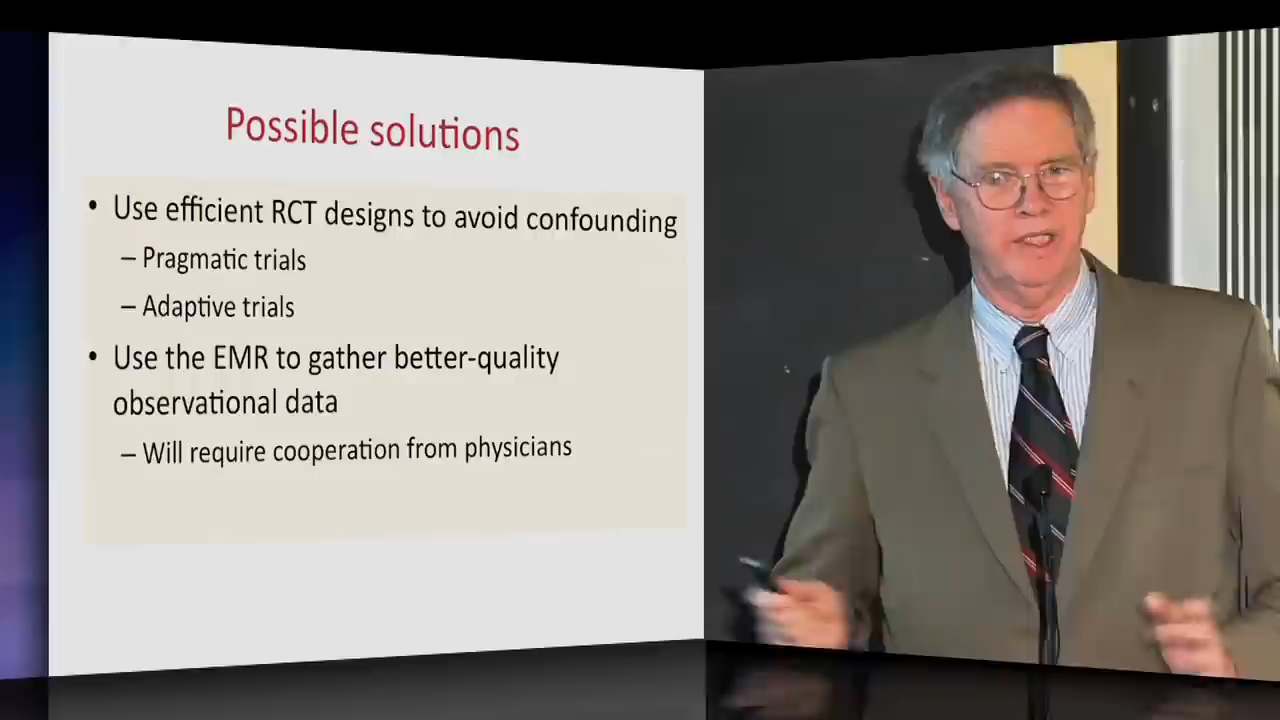 Possible solutions
• Use efficient RCT designs to avoid confounding
– Pragmatic trials
– Adaptive trials
• Use the EMR to gather better-quality
observational data
– Will require cooperation from physicians